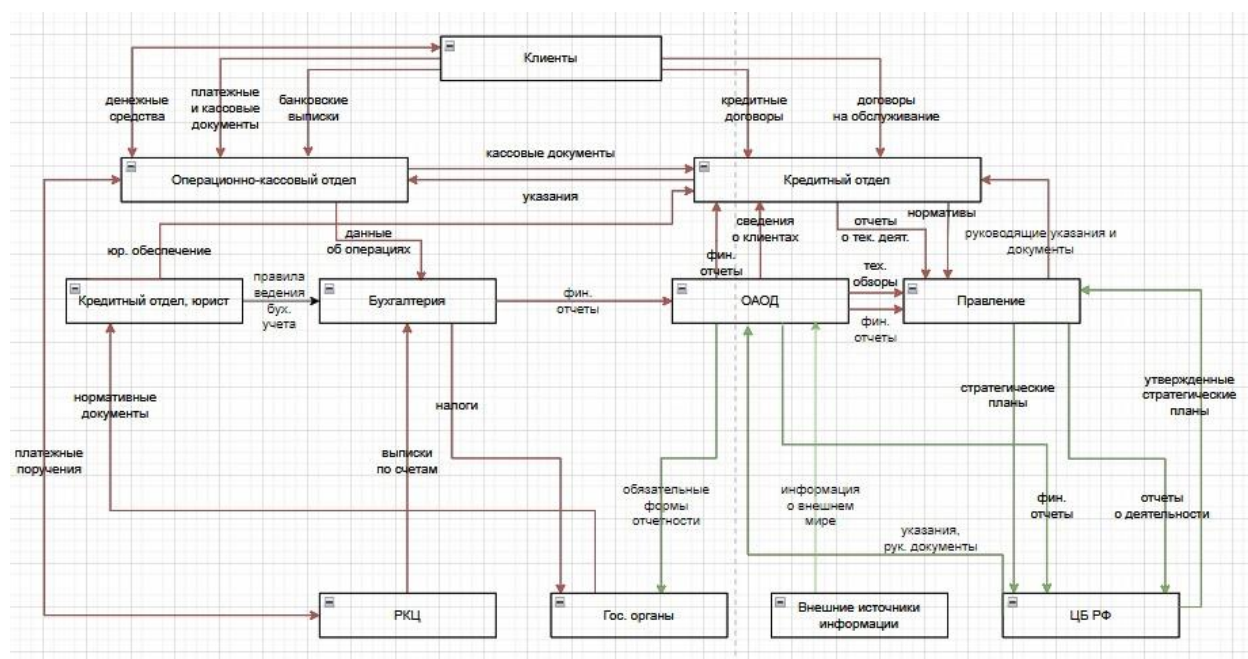 Клиенты
денежные
средства
платежные
и кассовые
документы
банковские
выписки
кредитные
договоры
договоры
на обслуживание
кассовые документы
Операционно-кассовый отдел
Кредитный отдел
указания
юр. обеспечение
данные
об операциях
фин.
отчеты
сведения
о клиентах
отчеты
о тек. деят.
нормативы
руководящие указания и
документы
Кредитный отдел, юрист
правила
ведения
бух.
учета
Бухгалтерия
фин.
отчеты
ОАОД
тех.
обзоры
фин.
отчеты
Правление
нормативные
документы
налоги
стратегические
планы
утвержденные
стратегические
планы
платежные
поручения
выписки
по счетам
обязательные
формы
отчетности
информация
о внешнем
мире
указания,
рук. документы
фин.
отчеты
отчеты
о деятельности
РКЦ
Гос. органы
Внешние источники
информации
ЦБ РФ